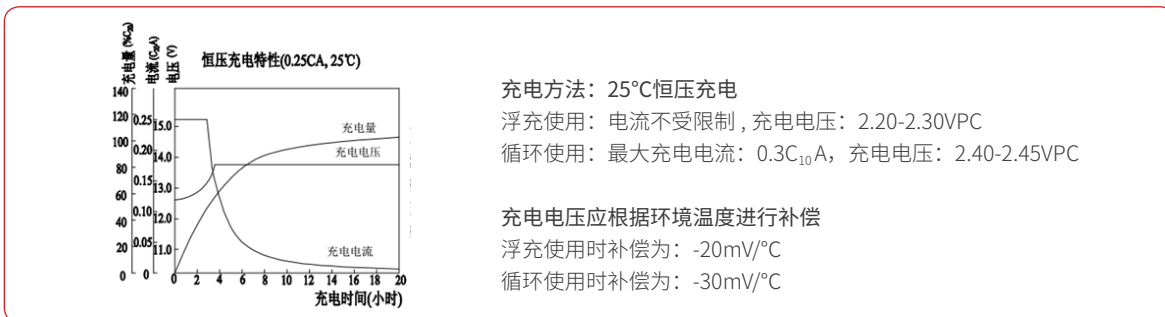 恒压充电特性(0.25CA, 25℃)
充电量 (%C₂₀)
电流(C₂₀A)
电压 (V)
140
120
100
80
60
40
20
0
0.25
0.20
0.15
0.10
0.05
0
15.0
14.0
13.0
12.0
11.0
充电量
充电电压
充电电流
0 2 4 6 8 10 12 14 16 18 20
充电时间(小时)
充电方法：25°C恒压充电
浮充使用：电流不受限制 , 充电电压：2.20-2.30VPC
循环使用：最大充电电流：0.3C₁₀A，充电电压：2.40-2.45VPC
充电电压应根据环境温度进行补偿
浮充使用时补偿为：-20mV/°C
循环使用时补偿为：-30mV/°C